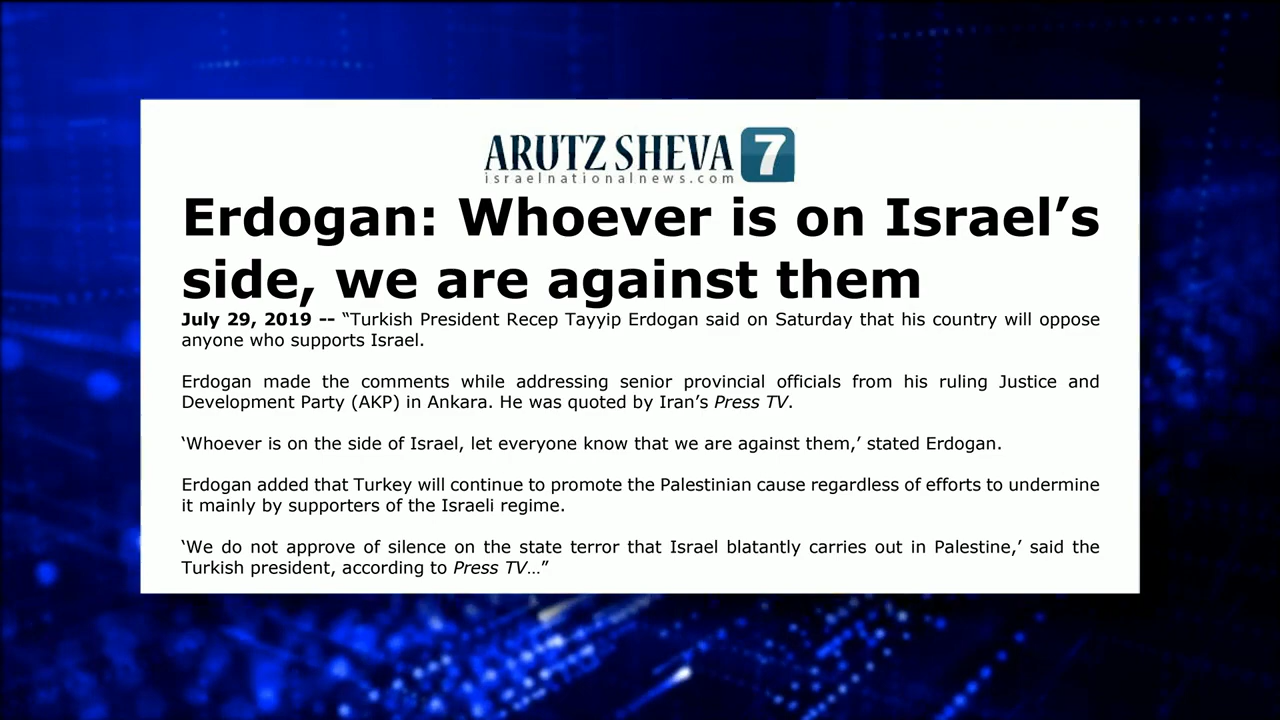 ARUTZ SHEVA 7
israelnationalnews.com
Erdogan: Whoever is on Israel’s
side, we are against them
July 29, 2019 -- “Turkish President Recep Tayyip Erdogan said on Saturday that his country will oppose
anyone who supports Israel.
Erdogan made the comments while addressing senior provincial officials from his ruling Justice and
Development Party (AKP) in Ankara. He was quoted by Iran’s Press TV.
‘Whoever is on the side of Israel, let everyone know that we are against them,’ stated Erdogan.
Erdogan added that Turkey will continue to promote the Palestinian cause regardless of efforts to undermine
it mainly by supporters of the Israeli regime.
‘We do not approve of silence on the state terror that Israel blatantly carries out in Palestine,’ said the
Turkish president, according to Press TV…”